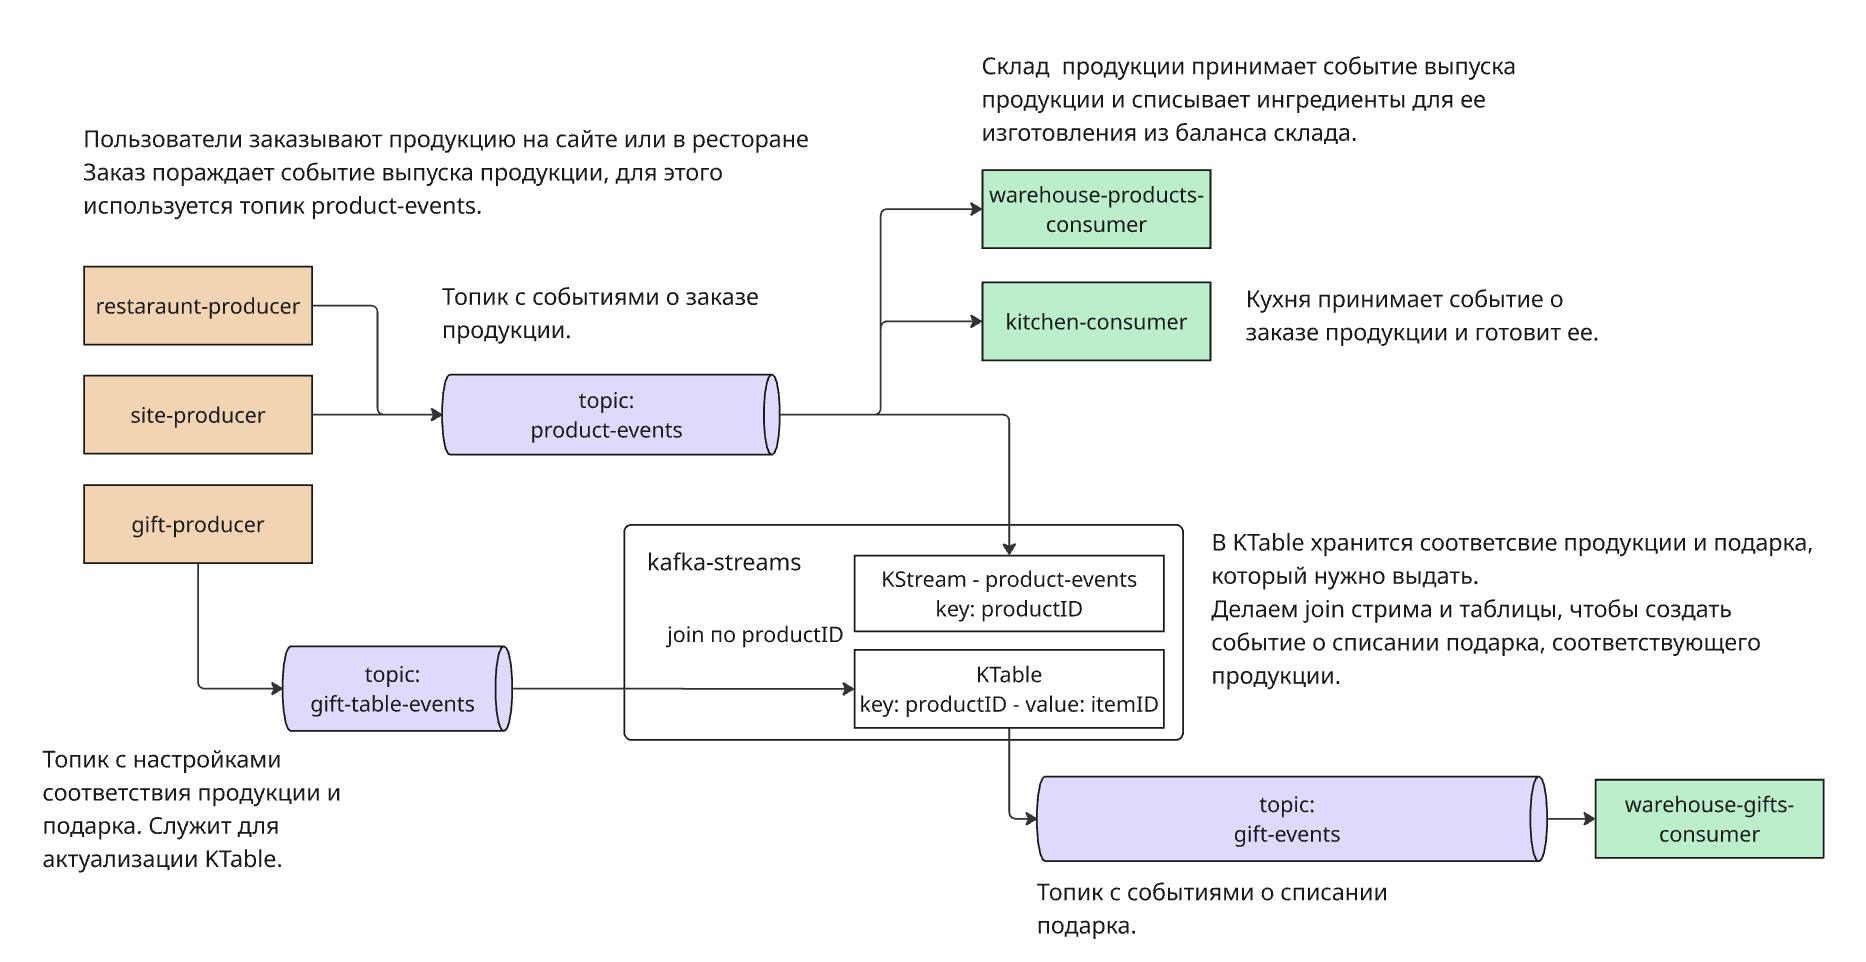 Склад  продукции принимает событие выпуска
продукции и списывает ингредиенты для ее
изготовления из баланса склада.
Пользователи заказывают продукцию на сайте или в ресторане
Заказ пораждает событие выпуска продукции, для этого
используется топик product-events.
warehouse-products-
consumer
restaraunt-producer
Топик с событиями о заказе
продукции.
kitchen-consumer
Кухня принимает событие о
заказе продукции и готовит ее.
site-producer
topic:
product-events
gift-producer
kafka-streams
KStream - product-events
key: productID
join по productID
KTable
key: productID - value: itemID
В KTable хранится соответсвие продукции и подарка,
который нужно выдать.
Делаем join стрима и таблицы, чтобы создать
событие о списании подарка, соответствующего
продукции.
topic:
gift-table-events
Топик с настройками
соответствия продукции и
подарка. Служит для
актуализации KTable.
topic:
gift-events
warehouse-gifts-
consumer
Топик с событиями о списании
подарка.